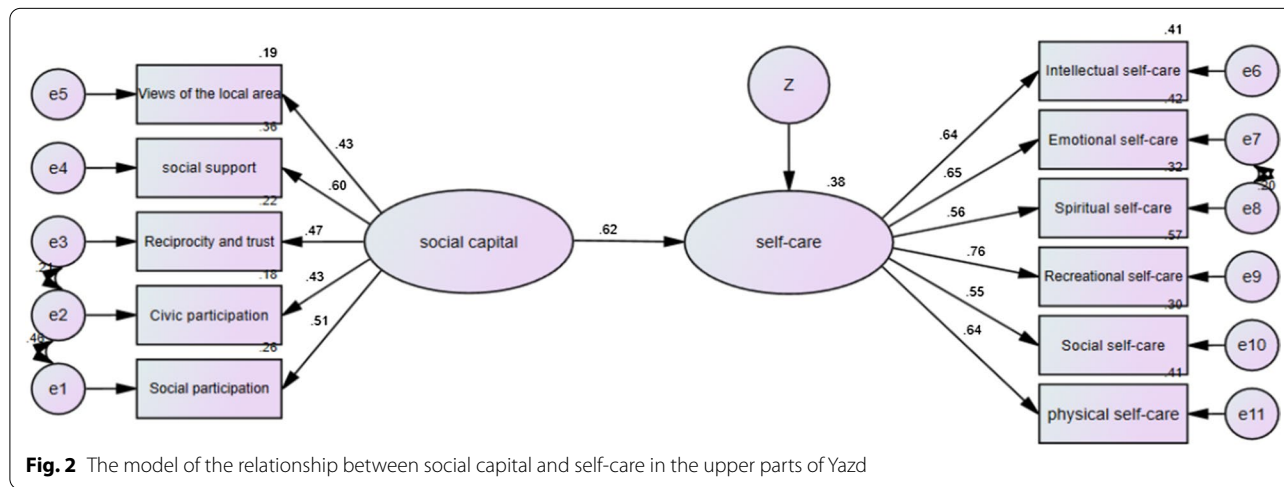 .19
e5
Views of the local area
.43
.36
e4
social support
.60
.22
e3
Reciprocity and trust
.47
.21
.18
e2
Civic participation
.43
.46
.26
e1
Social participation
.51
social capital
.62
Z
.38
self-care
.41
Intellectual self-care
e6
.64
.42
Emotional self-care
e7
.65
.32
.20
Spiritual self-care
e8
.56
.57
Recreational self-care
e9
.76
.30
Social self-care
e10
.55
.41
physical self-care
e11
.64
Fig. 2 The model of the relationship between social capital and self-care in the upper parts of Yazd